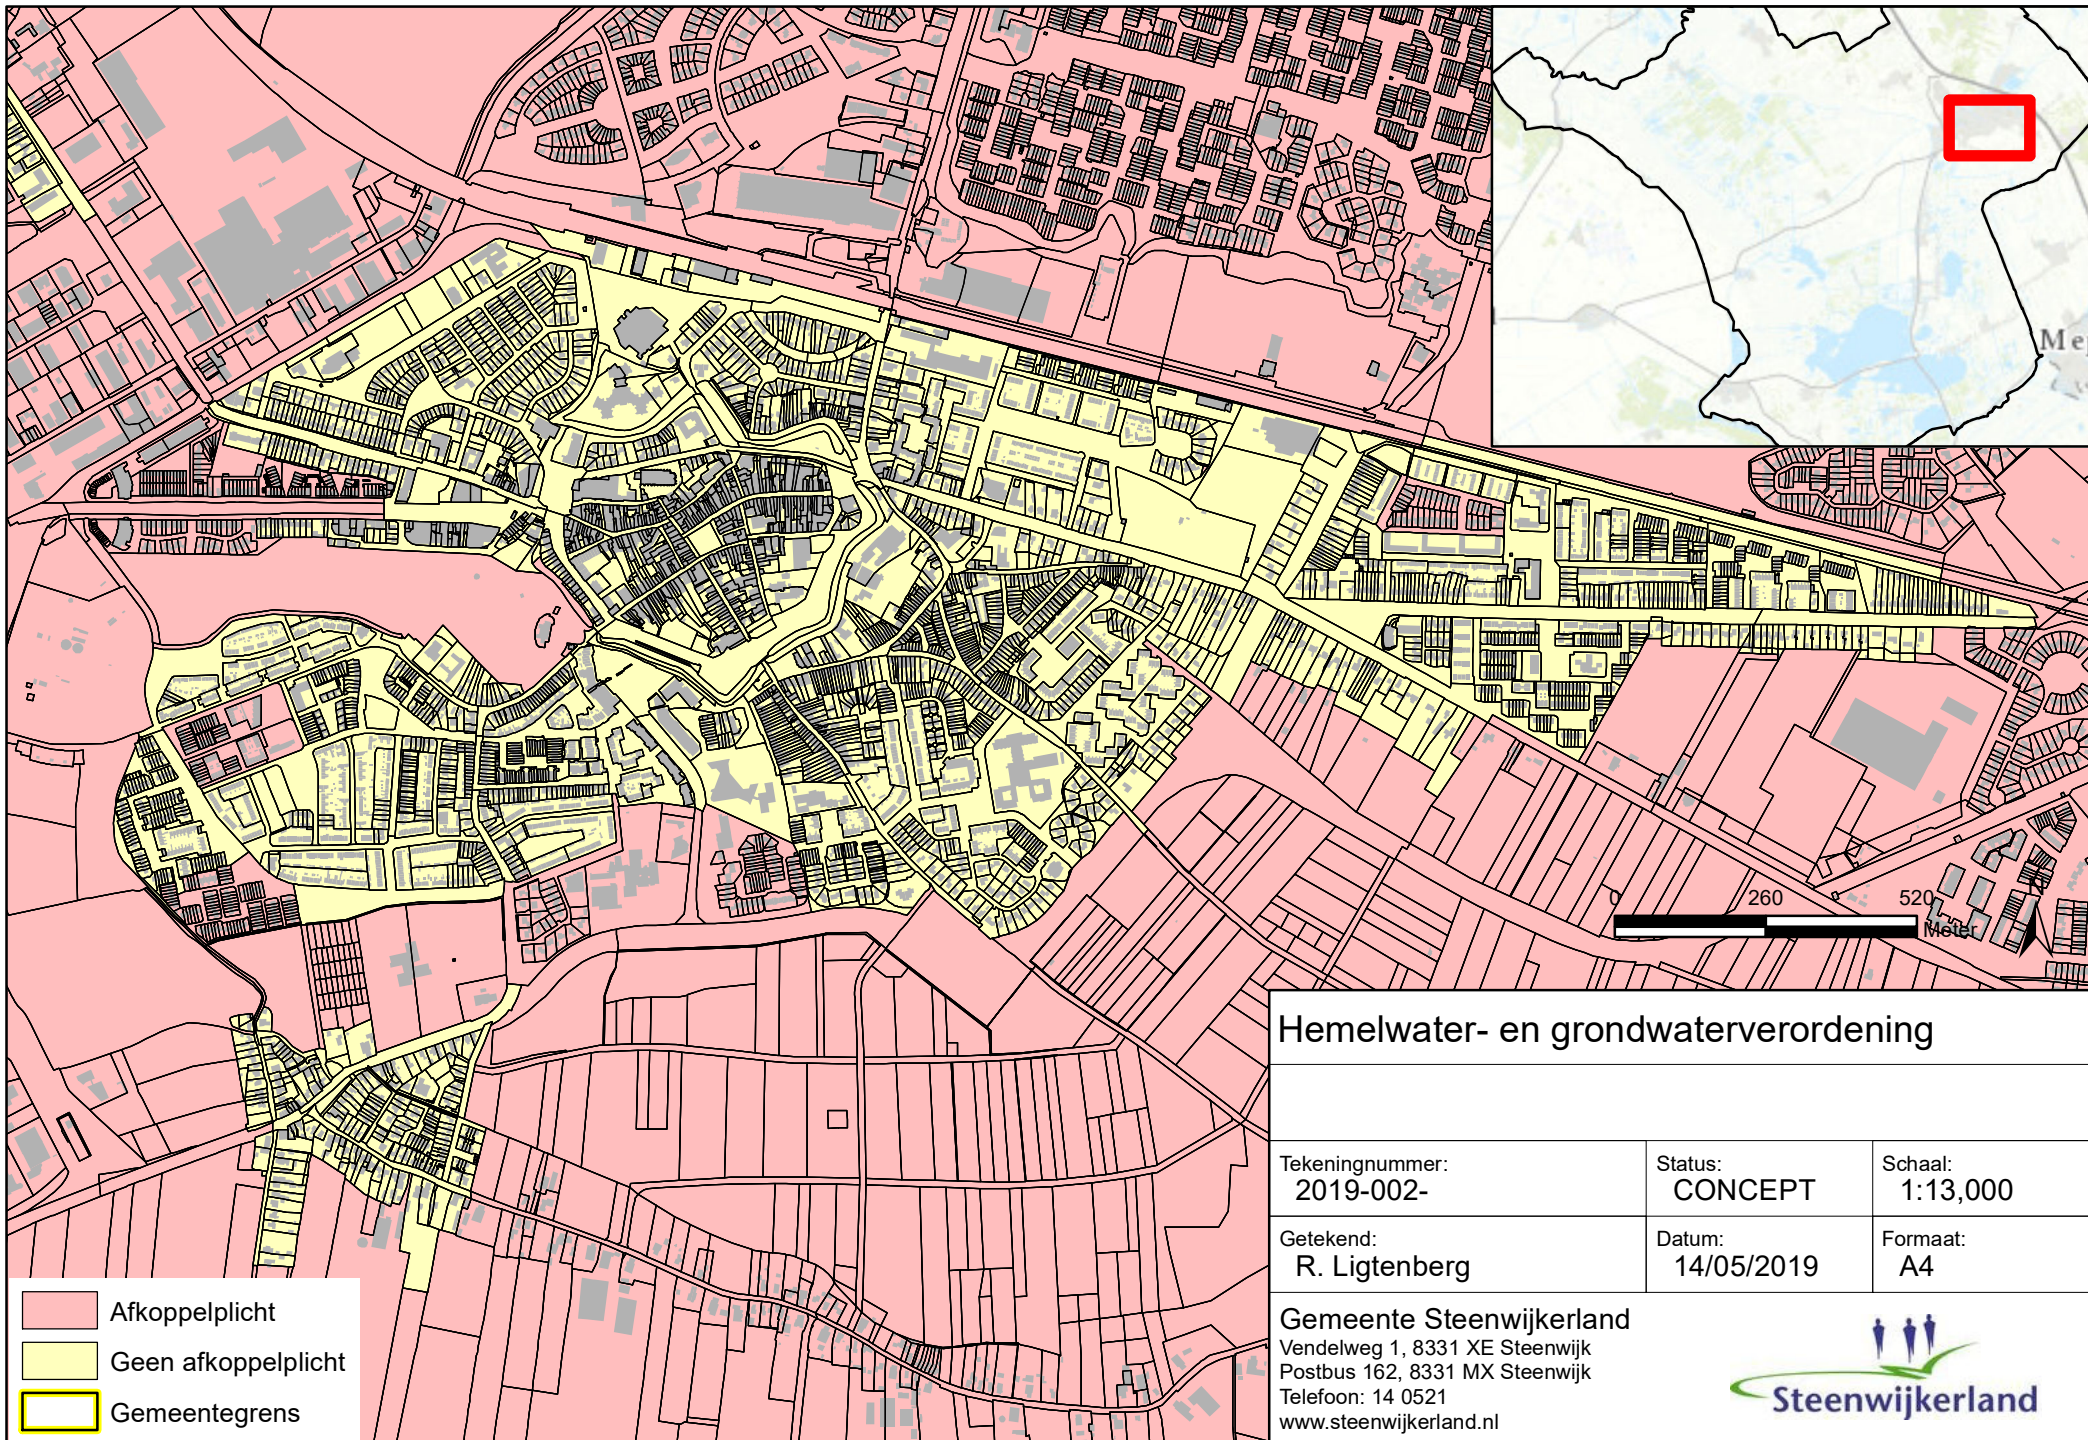 Me
0 260 520
Meter
Hemelwater- en grondwaterverordening
Tekeningnummer:
2019-002-
Status:
CONCEPT
Schaal:
1:13,000
Getekend:
R. Ligtenberg
Datum:
14/05/2019
Formaat:
A4
Gemeente Steenwijkerland
Vendelweg 1, 8331 XE Steenwijk
Postbus 162, 8331 MX Steenwijk
Telefoon: 14 0521
www.steenwijkerland.nl
Steenwijkerland
Afkoppelplicht
Geen afkoppelplicht
Gemeentegrens